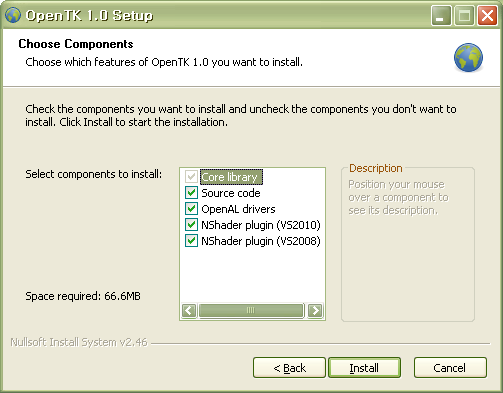 OpenTK 1.0 Setup
Choose Components
Choose which features of OpenTK 1.0 you want to install.
Check the components you want to install and uncheck the components you don't want to
install. Click Install to start the installation.
Select components to install:
Core library
Source code
OpenAL drivers
NShader plugin (VS2010)
NShader plugin (VS2008)
Description
Position your mouse
over a component to
see its description.
Space required: 66.6MB
Nullsoft Install System v2.46
< Back
Install
Cancel